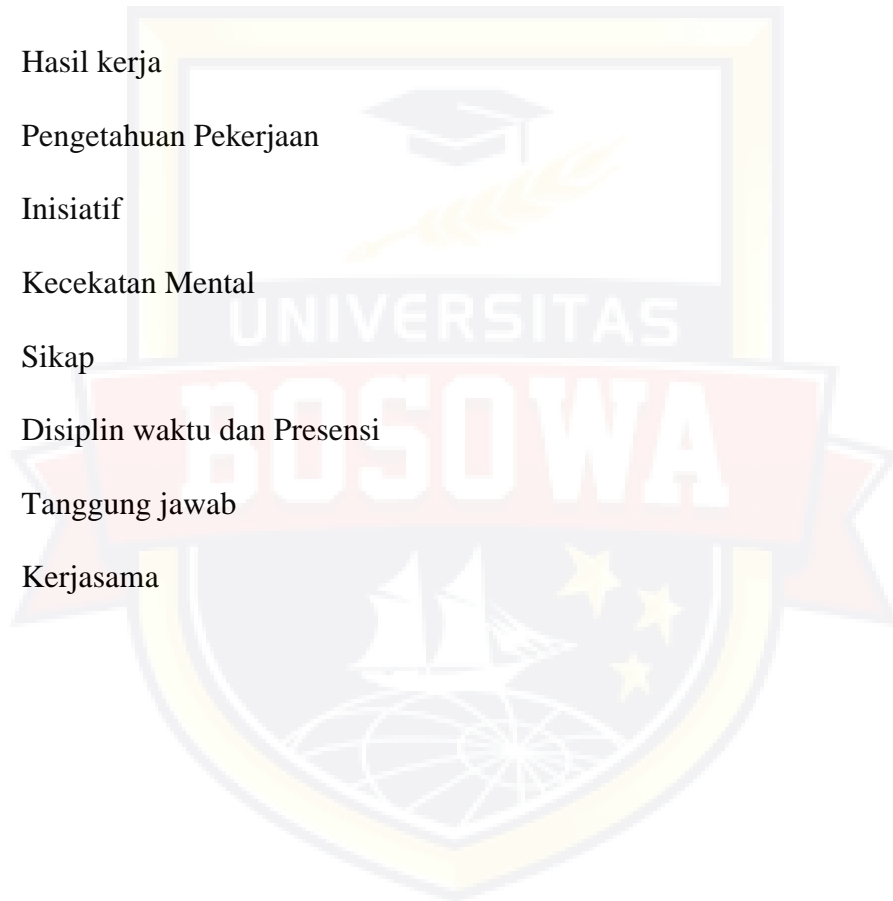 Hasil kerja
Pengetahuan Pekerjaan
Inisiatif
Kecekatan Mental
UNIVERSITAS
Sikap
BOSOWA
Disiplin waktu dan Presensi
Tanggung jawab
Kerjasama